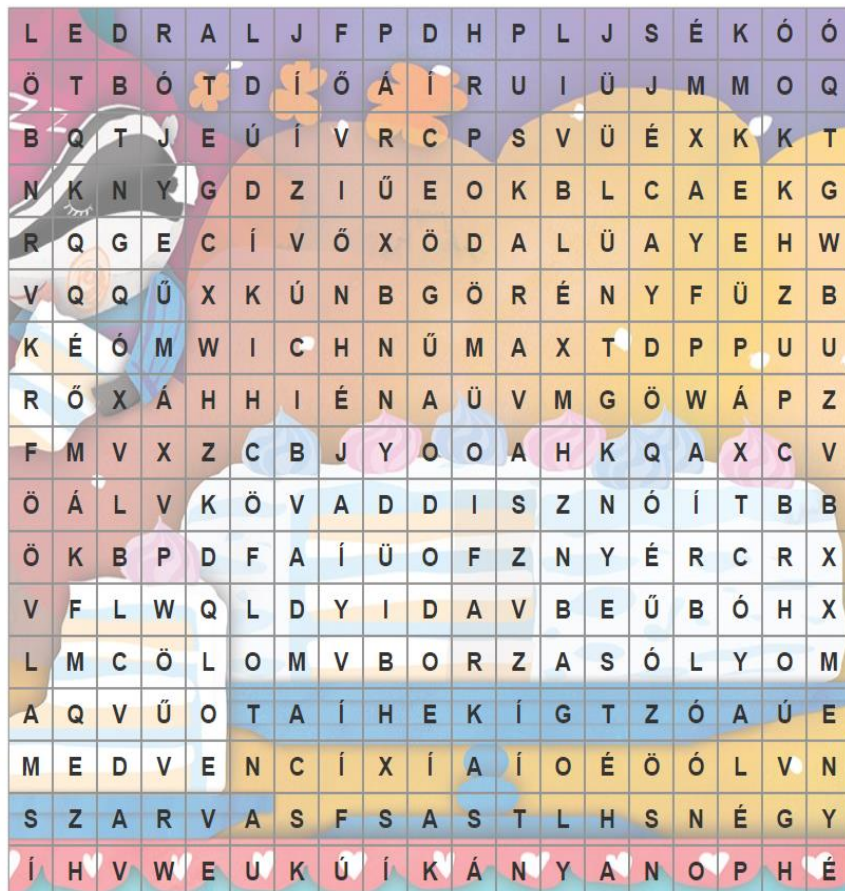 L E D R A L J F P D H P L J S É K Ó Ó
Ö T B Ó T D Í Ő Á Í R U I Ü J M M O Q
B Q T J E Ú Í V R C P S V Ü É X K K T
N K N Y G D Z I Ű E O K B L C A E K G
R Q G E C Í V Ő X Ö D A L Ü A Y E H W
V Q Q Ű X K Ú N B G Ö R É N Y F Ü Z B
K É Ó M W I C H N Ű M A X T D P P U U
R Ő X Á H H I É N A Ü V M G Ö W Á P Z
F M V X Z C B J Y O O A H K Q A X C V
Ö Á L V K Ö V A D D I S Z N Ó Í T B B
Ö K B P D F A Í Ü O F Z N Y É R C R X
V F L W Q L D Y I D A V B E Ű B Ó H X
L M C Ö L O M V B O R Z A S Ó L Y O M
A Q V Ű O T A Í H E K Í G T Z Ó A Ú E
M E D V E N C Í X Í A Í O É Ö Ó L V N
S Z A R V A S F S A S T L H S N É G Y
Í H V W E U K Ú Í K Á N Y A N O P H É